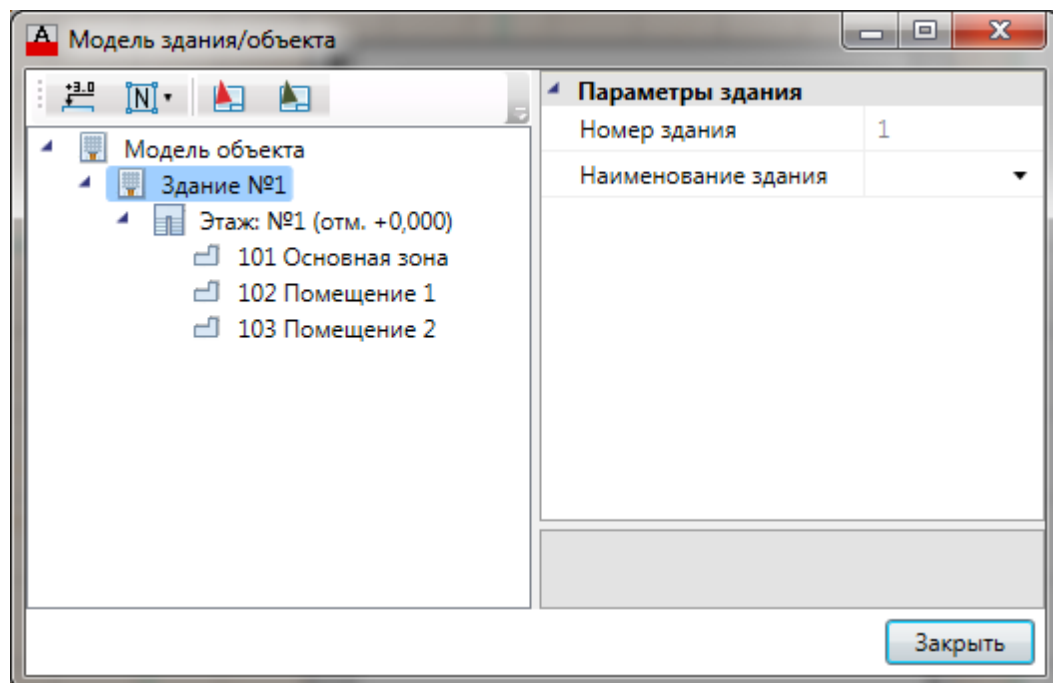 A Модель здания/объекта
+3.0
N
Модель объекта
Здание №1
Этаж: №1 (отм. +0,000)
101 Основная зона
102 Помещение 1
103 Помещение 2
Параметры здания
Номер здания 1
Наименование здания
Закрыть